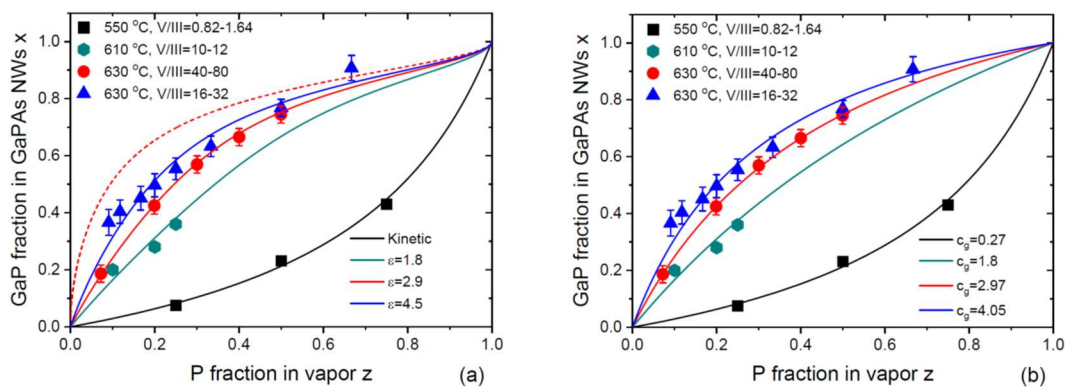 550 °C, V/III=0.82-1.64
610 °C, V/III=10-12
630 °C, V/III=40-80
630 °C, V/III=16-32
Kinetic
ε=1.8
ε=2.9
ε=4.5
GaP fraction in GaPAs NWs x
1.0
0.8
0.6
0.4
0.2
0.0
0.0 0.2 0.4 0.6 0.8 1.0
P fraction in vapor z
(a)
550 °C, V/III=0.82-1.64
610 °C, V/III=10-12
630 °C, V/III=40-80
630 °C, V/III=16-32
cg=0.27
cg=1.8
cg=2.97
cg=4.05
GaP fraction in GaPAs NWs x
1.0
0.8
0.6
0.4
0.2
0.0
0.0 0.2 0.4 0.6 0.8 1.0
P fraction in vapor z
(b)